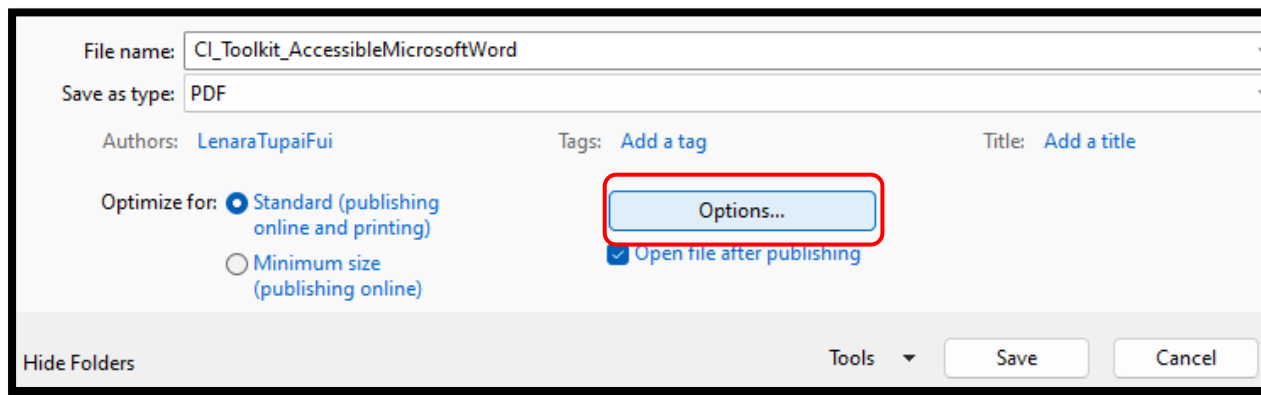 File name: CI_Toolkit_AccessibleMicrosoftWord
Save as type: PDF
Authors: LenaraTupaiFui Tags: Add a tag Title: Add a title
Optimize for: Standard (publishing
online and printing)
Minimum size
(publishing online)
Options...
Open file after publishing
Hide Folders Tools Save Cancel